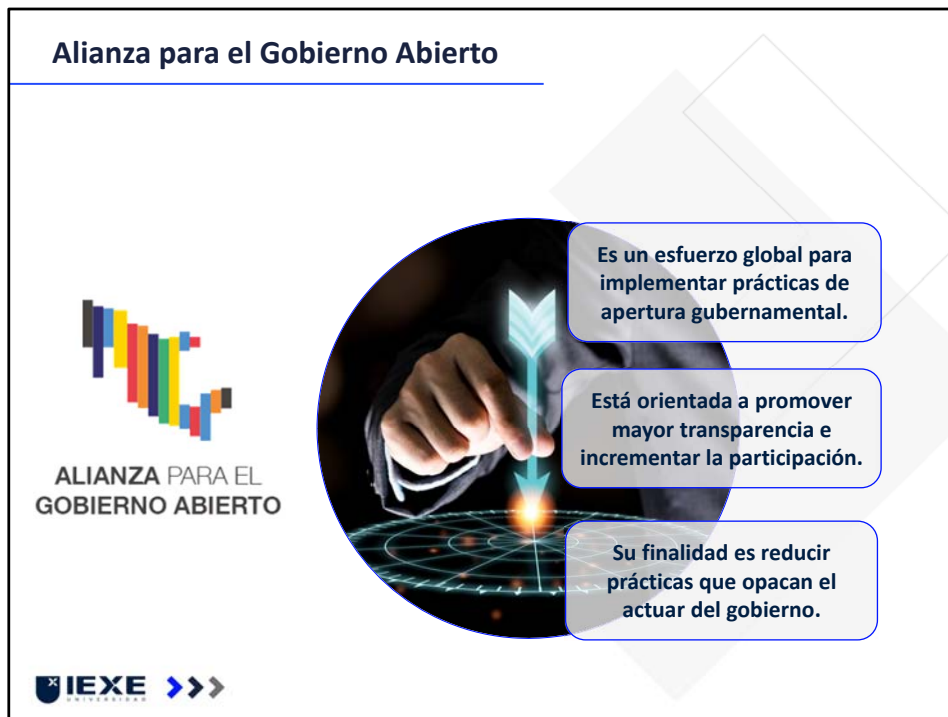 Alianza para el Gobierno Abierto
Es un esfuerzo global para
implementar prácticas de
apertura gubernamental.
Está orientada a promover
mayor transparencia e
incrementar la participación.
Su finalidad es reducir
prácticas que opacan el
actuar del gobierno.
ALIANZA PARA EL
GOBIERNO ABIERTO
IEXE
UNIVERSIDAD